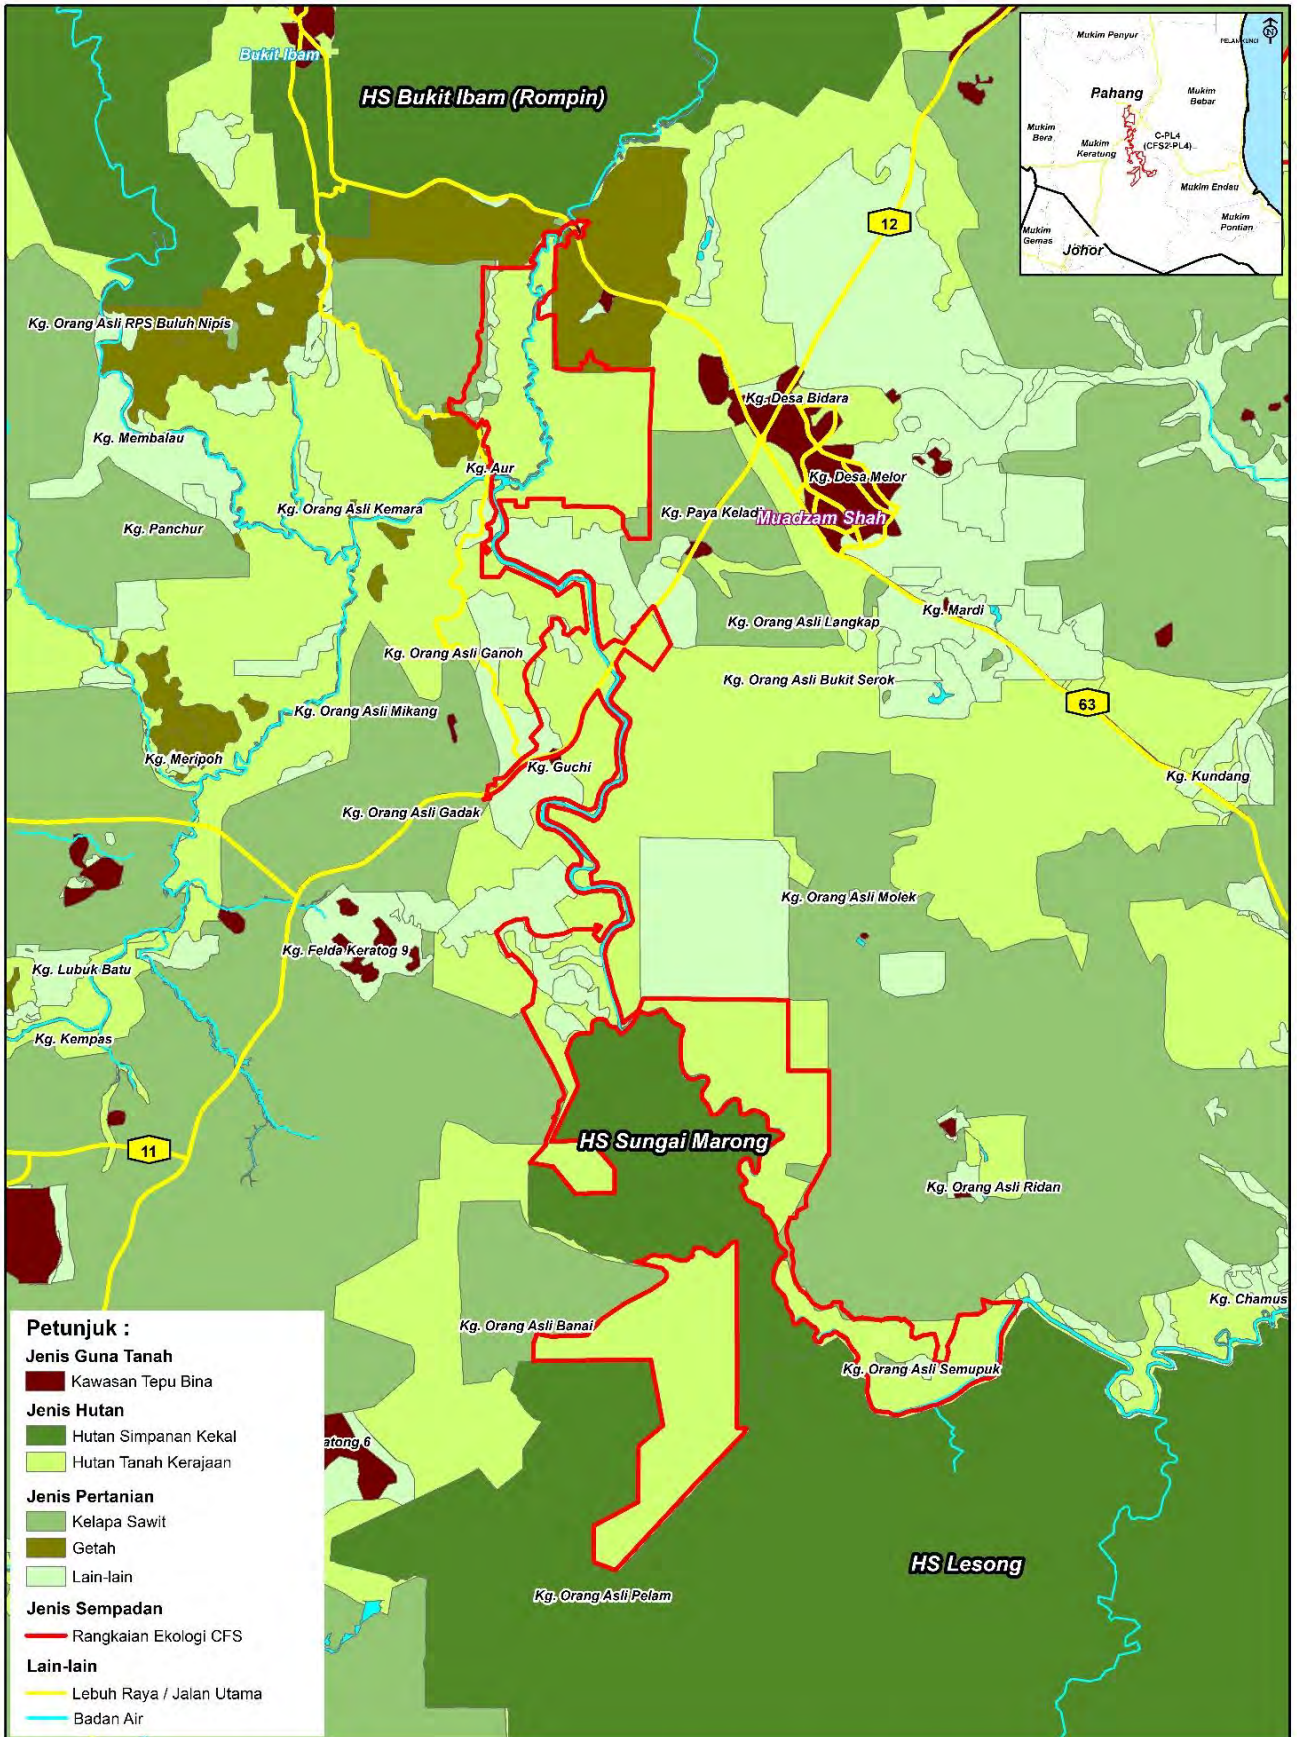 Bukit Ibam
HS Bukit Ibam (Rompin)
Mukim Penyur
Pahang
Mukim
Bebar
Mukim
Bera
Mukim
Keratung
C-PL4
(CFS2-PL4)
Mukim Endau
Mukim
Pontian
Mukim
Gemas
Johor
N
12
Kg. Orang Asli RPS Buluh Nipis
Kg. Desa Bidara
Kg. Membalau
Kg. Aur
Kg. Desa Melor
Kg. Orang Asli Kemara
Kg. Paya Keladi
Muadzam Shah
Kg. Panchur
Kg. Mardi
Kg. Orang Asli Langkap
Kg. Orang Asli Ganoh
Kg. Orang Asli Bukit Serok
63
Kg. Orang Asli Mikang
Kg. Meripoh
Kg. Guchi
Kg. Kundang
Kg. Orang Asli Gadak
Kg. Orang Asli Molek
Kg. Felda Keratog 9
Kg. Lubuk Batu
Kg. Kempas
HS Sungai Marong
11
Kg. Orang Asli Ridan
Kg. Chamus
Kg. Orang Asli Banai
Kg. Orang Asli Semupuk
atong 6
HS Lesong
Kg. Orang Asli Pelam
Petunjuk :
Jenis Guna Tanah
Kawasan Tepu Bina
Jenis Hutan
Hutan Simpanan Kekal
Hutan Tanah Kerajaan
Jenis Pertanian
Kelapa Sawit
Getah
Lain-lain
Jenis Sempadan
Rangkaian Ekologi CFS
Lain-lain
Lebuh Raya / Jalan Utama
Badan Air